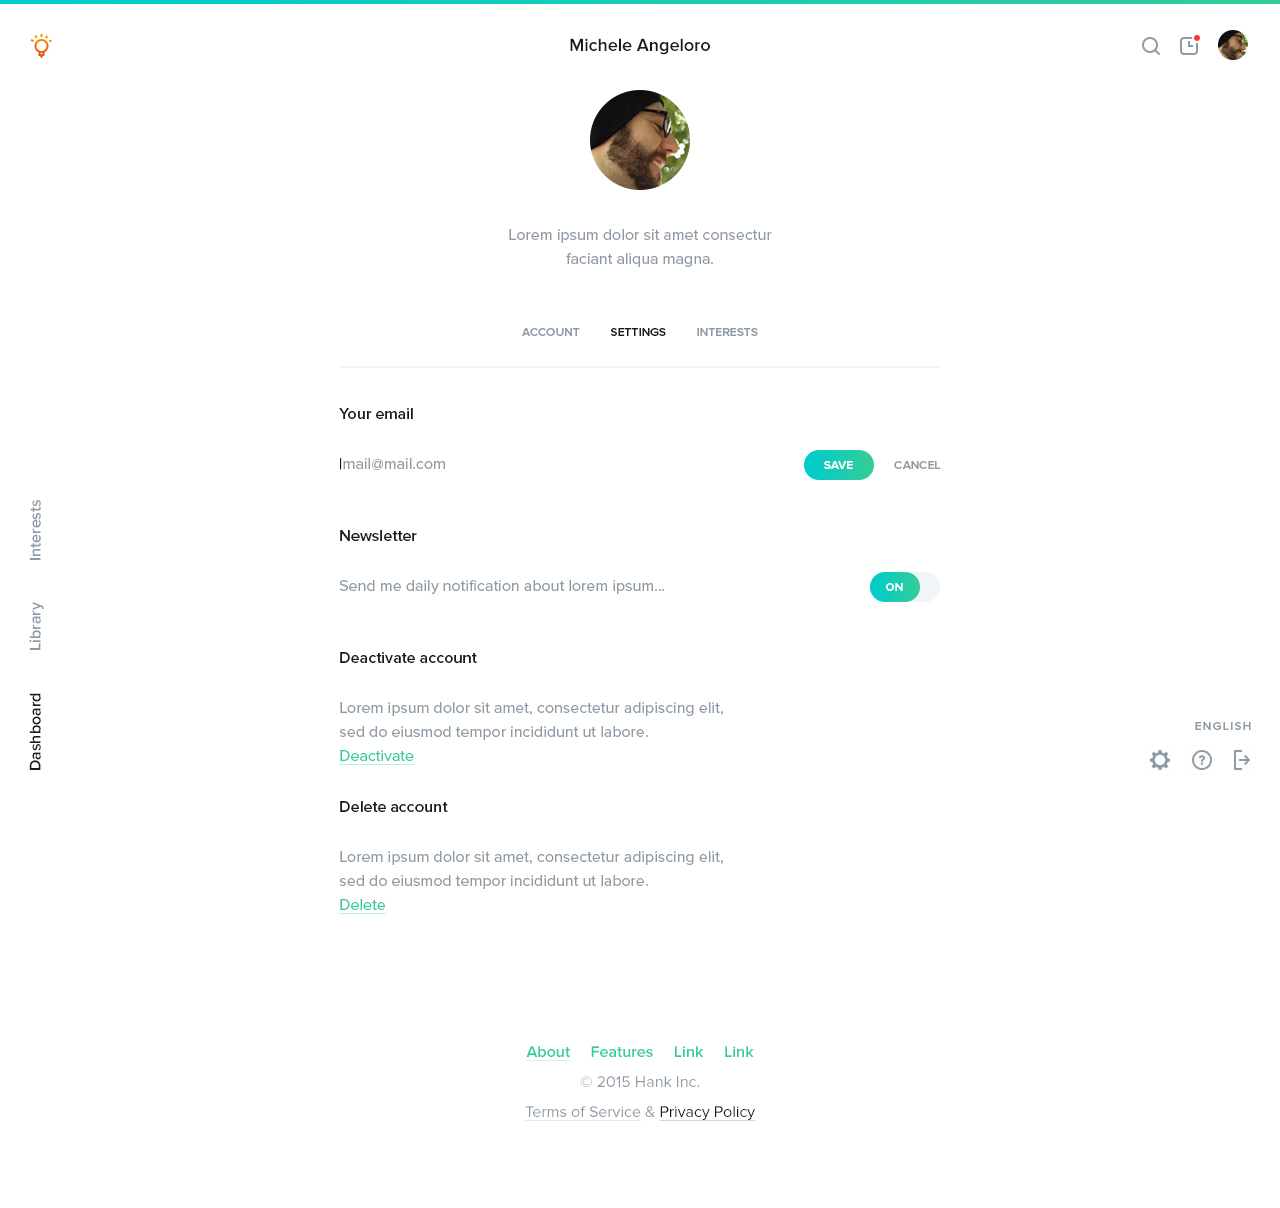 Michele Angeloro
Lorem ipsum dolor sit amet consectur
faciant aliqua magna.
ACCOUNT SETTINGS INTERESTS
Your email
mail@mail.com SAVE CANCEL
Newsletter
Send me daily notification about lorem ipsum... ON
Deactivate account
Lorem ipsum dolor sit amet, consectetur adipiscing elit,
sed do eiusmod tempor incididunt ut labore.
Deactivate
Delete account
Lorem ipsum dolor sit amet, consectetur adipiscing elit,
sed do eiusmod tempor incididunt ut labore.
Delete
Interests
Library
Dashboard
ENGLISH
?
About Features Link Link
© 2015 Hank Inc.
Terms of Service & Privacy Policy